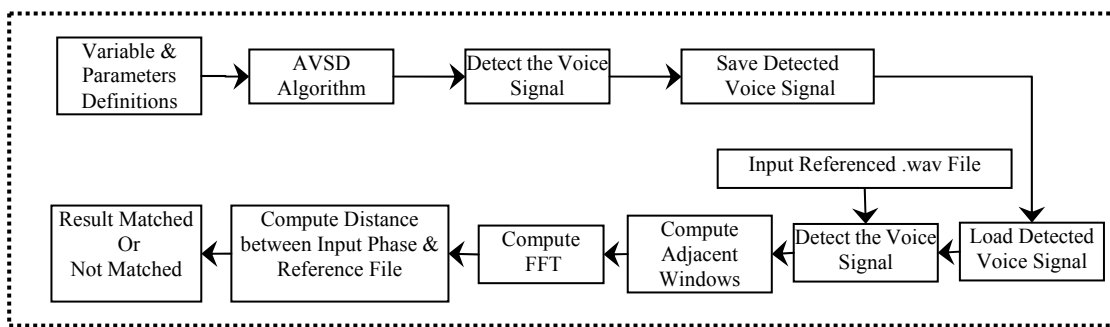 Variable &
Parameters
Definitions
AVSD
Algorithm
Detect the Voice
Signal
Save Detected
Voice Signal
Input Referenced .wav File
Load Detected
Voice Signal
Detect the Voice
Signal
Compute
Adjacent
Windows
Compute
FFT
Compute Distance
between Input Phase &
Reference File
Result Matched
Or
Not Matched